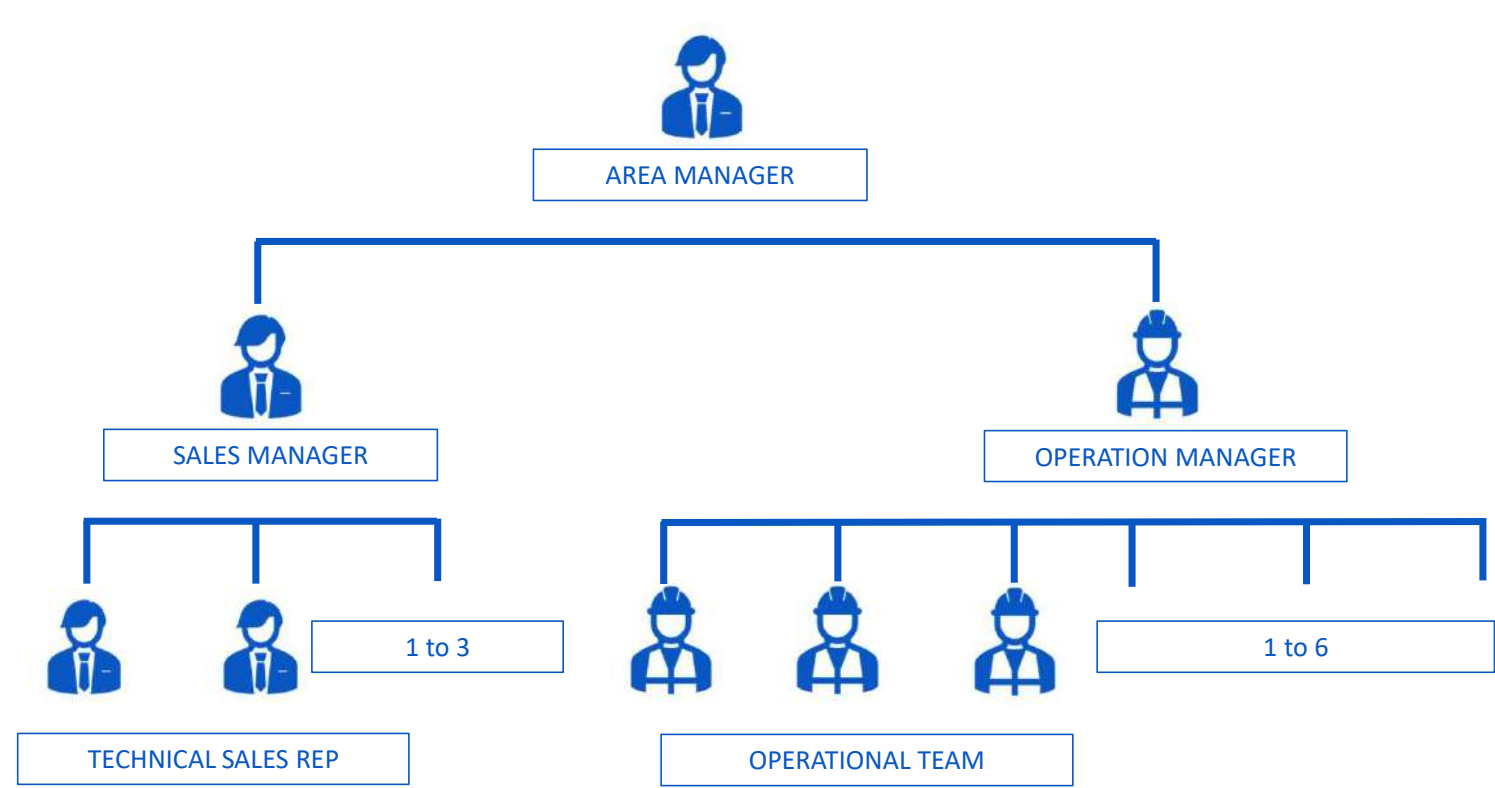 AREA MANAGER
SALES MANAGER
OPERATION MANAGER
1 to 3
1 to 6
TECHNICAL SALES REP
OPERATIONAL TEAM